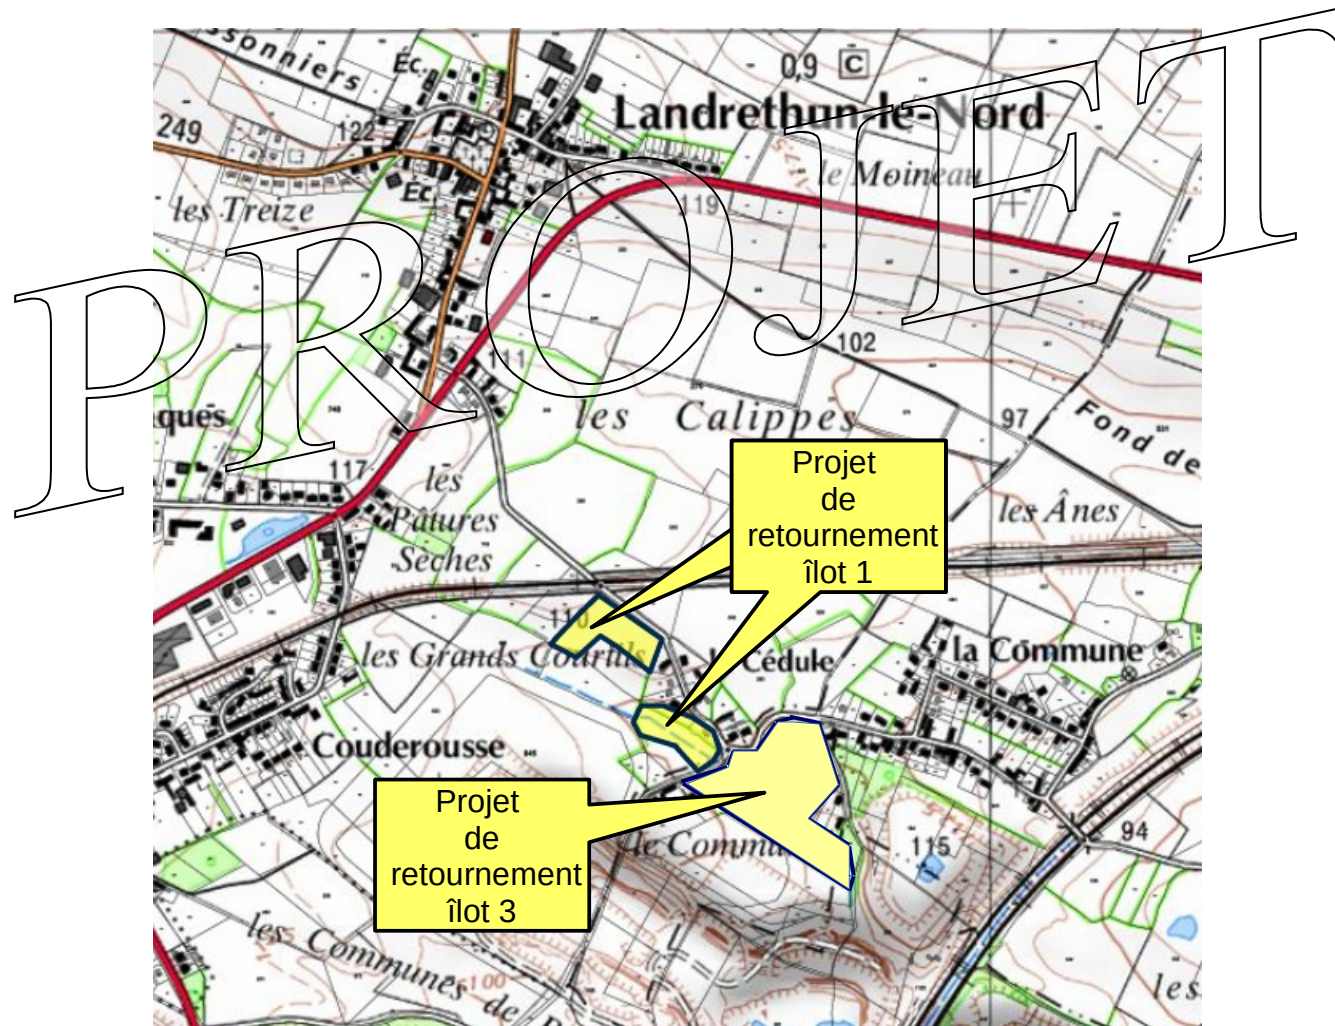 PROJET
ssonniers
Éc.
0,9 C
Landrethun-le-Nord
249
122
le Moineau
Éc.
les Treize
119
102
111
ques
les Calippes
97
Fond de
117
les
Pâtures
Sèches
les Ânes
Projet
de
retournement
îlot 1
110
les Grands Courtils
la Commune
Cédule
Couderousse
Projet
de
retournement
îlot 3
le Commu
115
94
les Communes de
100
les